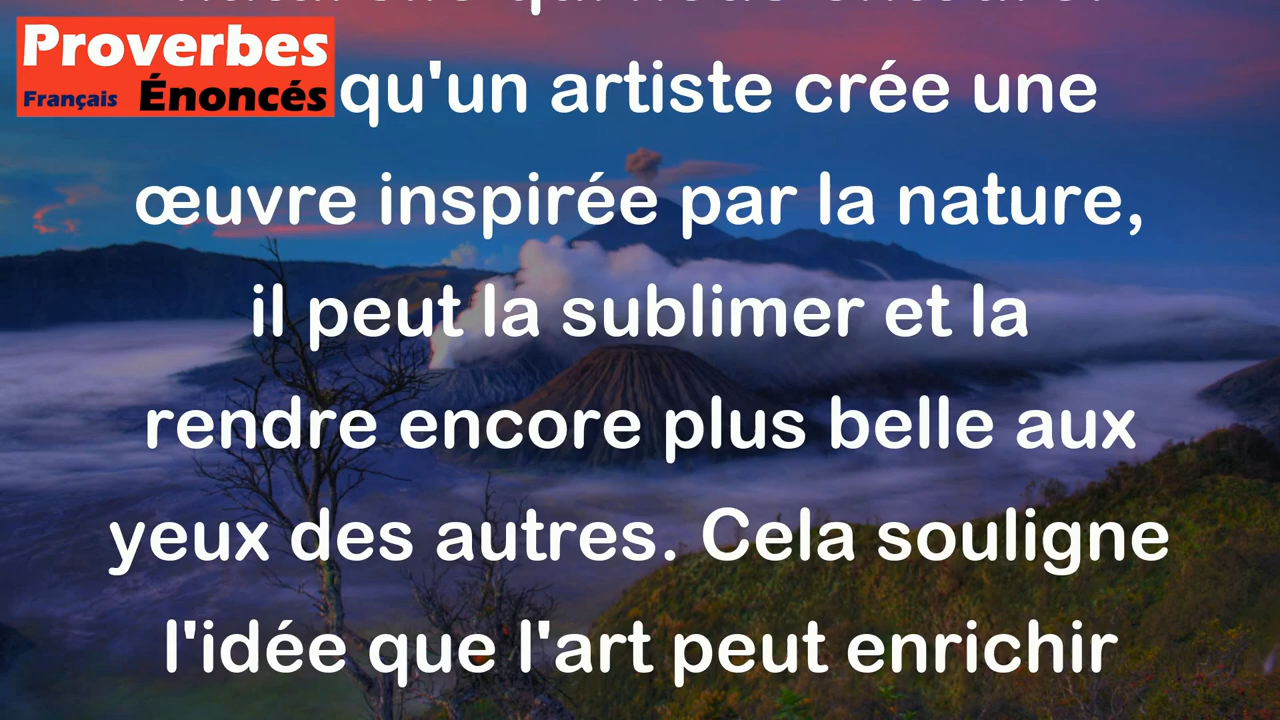 Proverbes
Français Énoncés
qu'un artiste crée une
œuvre inspirée par la nature,
il peut la sublimer et la
rendre encore plus belle aux
yeux des autres. Cela souligne
l'idée que l'art peut enrichir